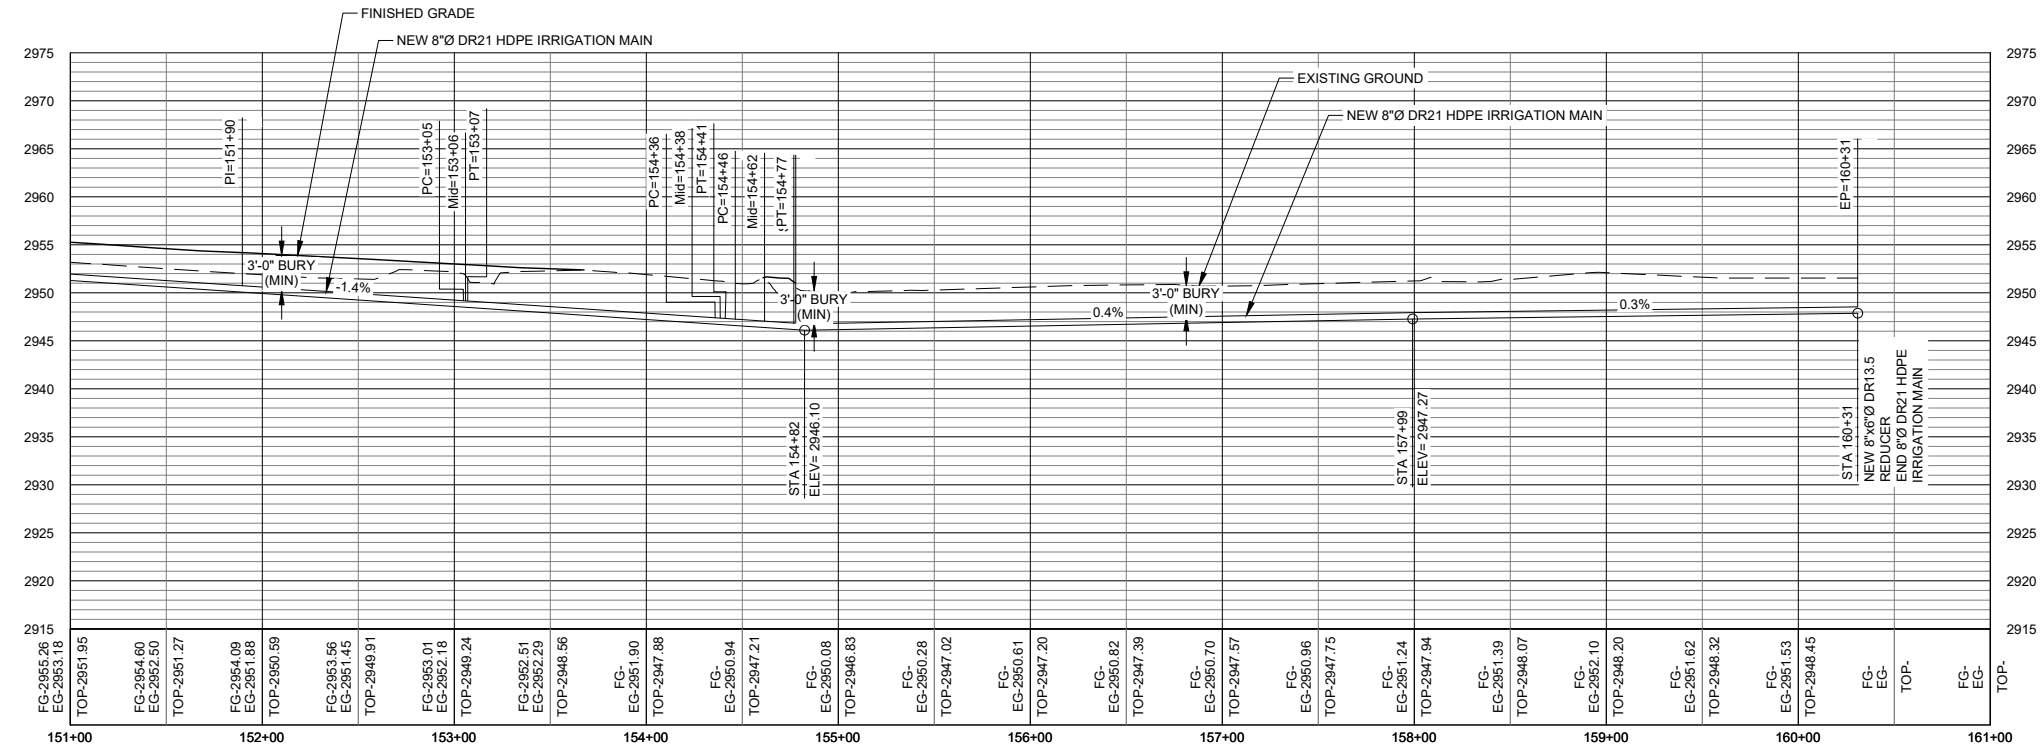 FINISHED GRADE
NEW 8"Ø DR21 HDPE IRRIGATION MAIN
EXISTING GROUND
NEW 8"Ø DR21 HDPE IRRIGATION MAIN
2975
2970
2965
2960
2955
2950
2945
2940
2935
2930
2925
2920
2915
2975
2970
2965
2960
2955
2950
2945
2940
2935
2930
2925
2920
2915
PI=151+90
PC=153+05
Mid=153+06
PT=153+07
PC=154+36
Mid=154+38
PT=154+41
PC=154+46
Mid=154+62
PT=154+77
EP=160+31
3'-0" BURY
(MIN)
-1.4%
3'-0" BURY
(MIN)
0.4%
3'-0" BURY
(MIN)
0.3%
STA 154+82
ELEV= 2946.10
STA 157+99
ELEV= 2947.27
STA 160+31
NEW 8"x6"Ø DR13.5
REDUCER
END 8"Ø DR21 HDPE
IRRIGATION MAIN
FG-2955.26
EG-2953.18
TOP-2951.95
FG-2954.60
EG-2952.50
TOP-2951.27
FG-2954.09
EG-2951.88
TOP-2950.59
FG-2953.56
EG-2951.45
TOP-2949.91
FG-2953.01
EG-2952.18
TOP-2949.24
FG-2952.51
EG-2952.29
TOP-2948.56
FG-
EG-2951.90
TOP-2947.88
FG-
EG-2950.94
TOP-2947.21
FG-
EG-2950.08
TOP-2946.83
FG-
EG-2950.28
TOP-2947.02
FG-
EG-2950.61
TOP-2947.20
FG-
EG-2950.82
TOP-2947.39
FG-
EG-2950.70
TOP-2947.57
FG-
EG-2950.96
TOP-2947.75
FG-
EG-2951.24
TOP-2947.94
FG-
EG-2951.39
TOP-2948.07
FG-
EG-2952.10
TOP-2948.20
FG-
EG-2951.62
TOP-2948.32
FG-
EG-2951.53
TOP-2948.45
FG-
EG-
TOP-
FG-
EG-
TOP-
151+00
152+00
153+00
154+00
155+00
156+00
157+00
158+00
159+00
160+00
161+00